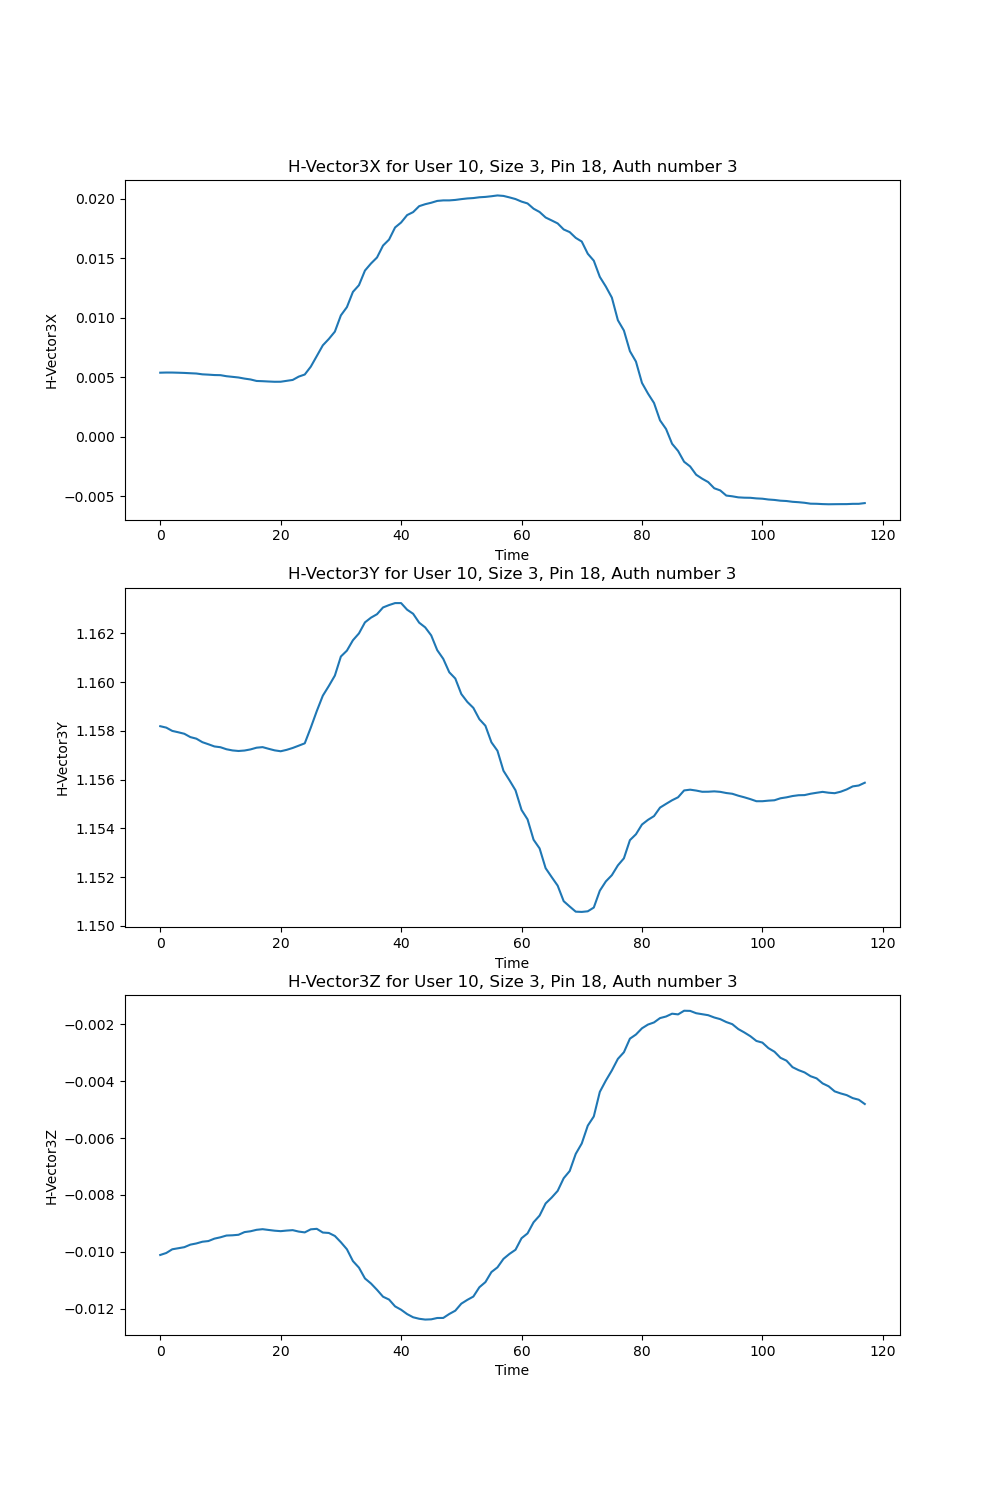 H-Vector3X for User 10, Size 3, Pin 18, Auth number 3
0.020
0.015
0.010
0.005
0.000
−0.005
H-Vector3X
0 20 40 60 80 100 120
Time
H-Vector3Y for User 10, Size 3, Pin 18, Auth number 3
1.162
1.160
1.158
1.156
1.154
1.152
1.150
H-Vector3Y
0 20 40 60 80 100 120
Time
H-Vector3Z for User 10, Size 3, Pin 18, Auth number 3
−0.002
−0.004
−0.006
−0.008
−0.010
−0.012
H-Vector3Z
0 20 40 60 80 100 120
Time